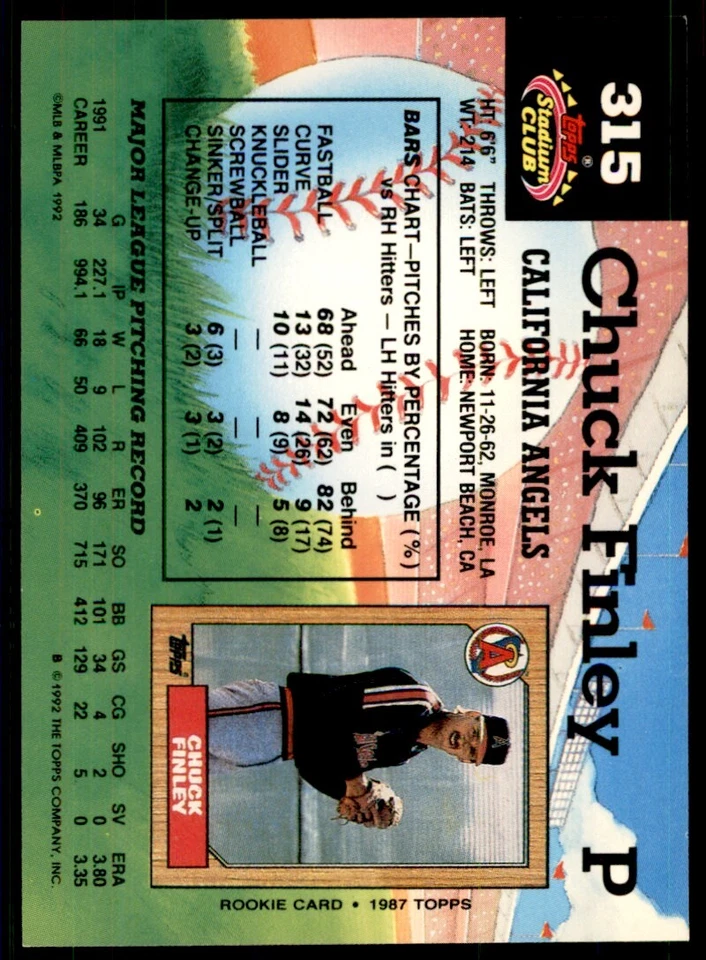 315
Topps®
Stadium
CLUB
Chuck Finley P
CALIFORNIA ANGELS
HT: 6'6" THROWS: LEFT BORN: 11-26-62, MONROE, LA
WT: 214 BATS: LEFT HOME: NEWPORT BEACH, CA
BARS CHART—PITCHES BY PERCENTAGE (%)
vs RH Hitters — LH Hitters in ( )
Ahead Even Behind
FASTBALL 68 (52) 72 (62) 82 (74)
CURVE 13 (32) 14 (26) 9 (17)
SLIDER 10 (11) 8 (9) 5 (8)
KNUCKLEBALL — — —
SCREWBALL — — —
SINKER/SPLIT 6 (3) 3 (2) 2 (1)
CHANGE-UP 3 (2) 3 (1) 2
A
Topps
CHUCK
FINLEY
ROOKIE CARD • 1987 TOPPS
MAJOR LEAGUE PITCHING RECORD
G IP W L R ER SO BB GS CG SHO SV ERA
1991 34 227.1 18 9 102 96 171 101 34 4 2 0 3.80
CAREER 186 994.1 66 50 409 370 715 412 129 22 5 0 3.35
©MLB & MLBPA 1992 B © 1992 THE TOPPS COMPANY, INC.